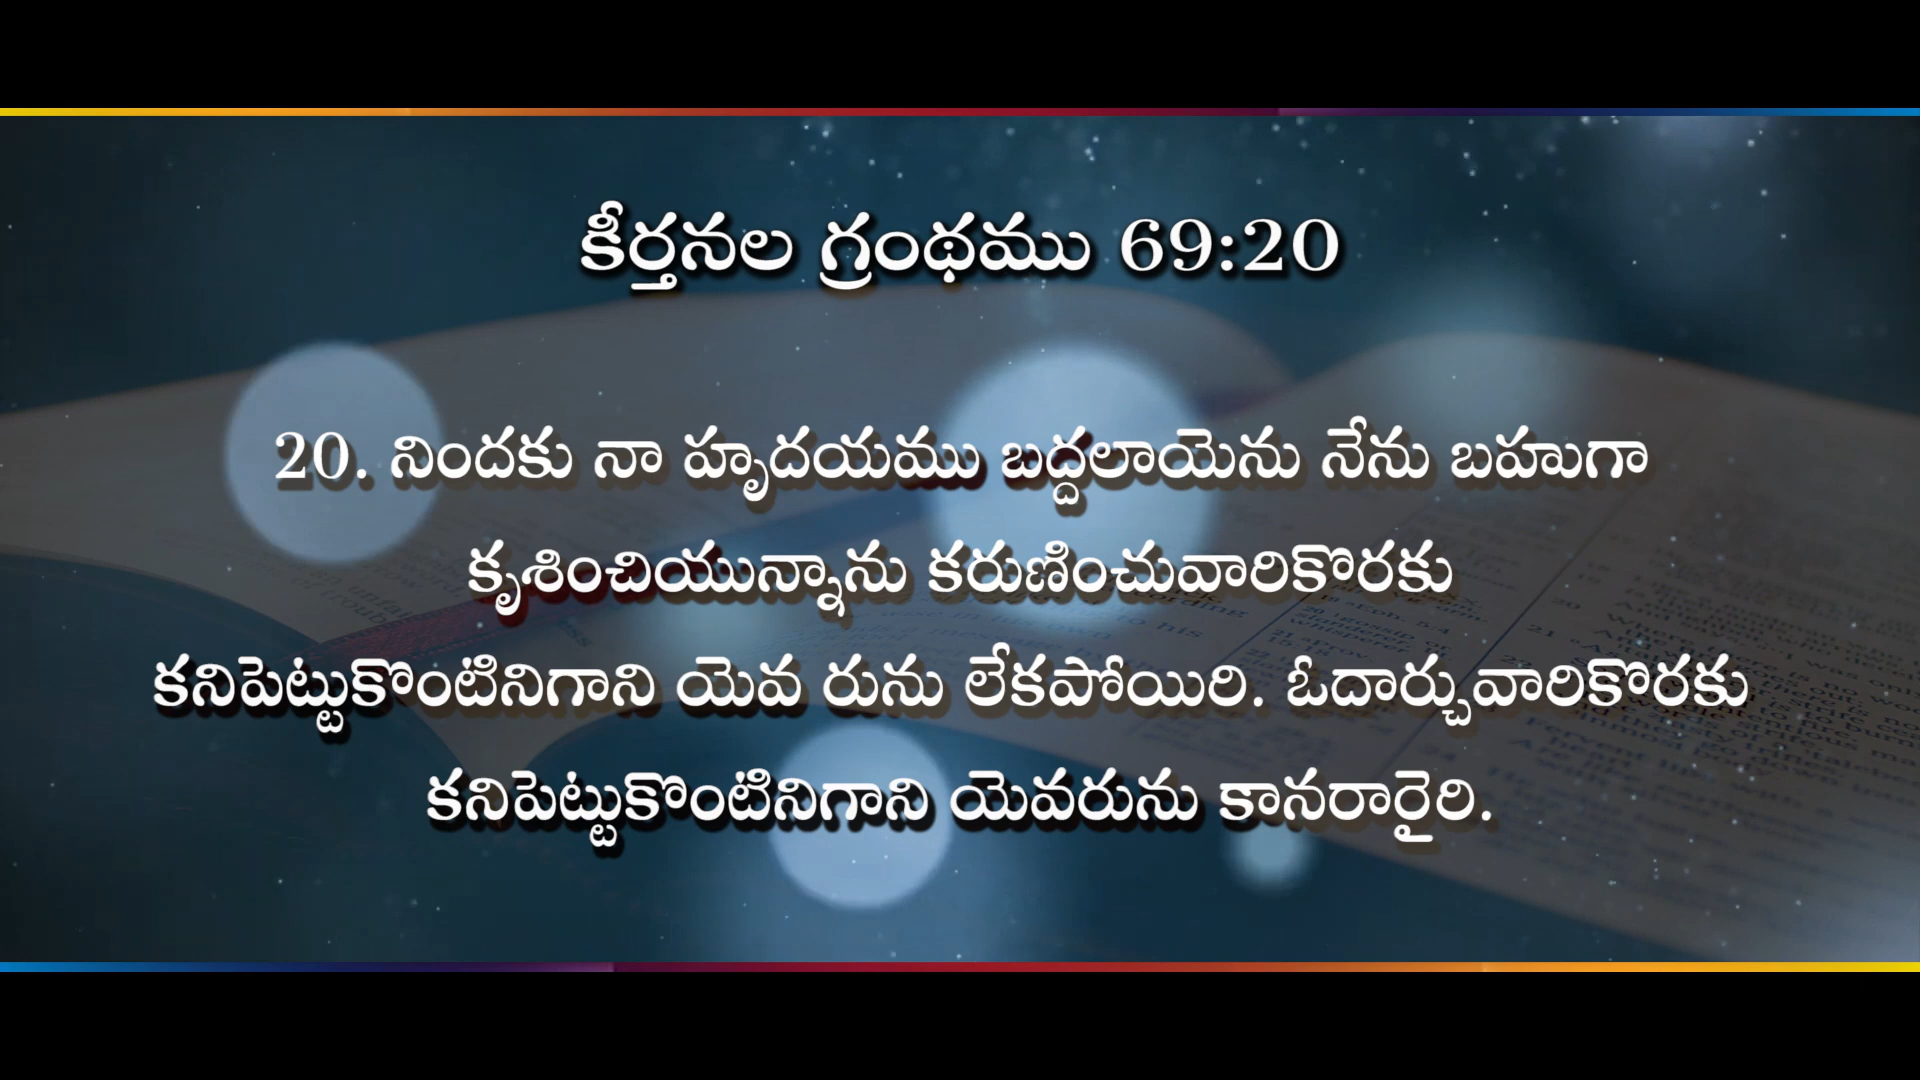 కీర్తనల గ్రంథము 69:20
20. నిందకు నా హృదయము బద్దలాయెను నేను బహుగా
కృశించియున్నాను కరుణించువారికొరకు
కనిపెట్టుకొంటినిగాని యెవ రును లేకపోయిరి. ఓదార్చువారికొరకు
కనిపెట్టుకొంటినిగాని యెవరును కానరారైరి.